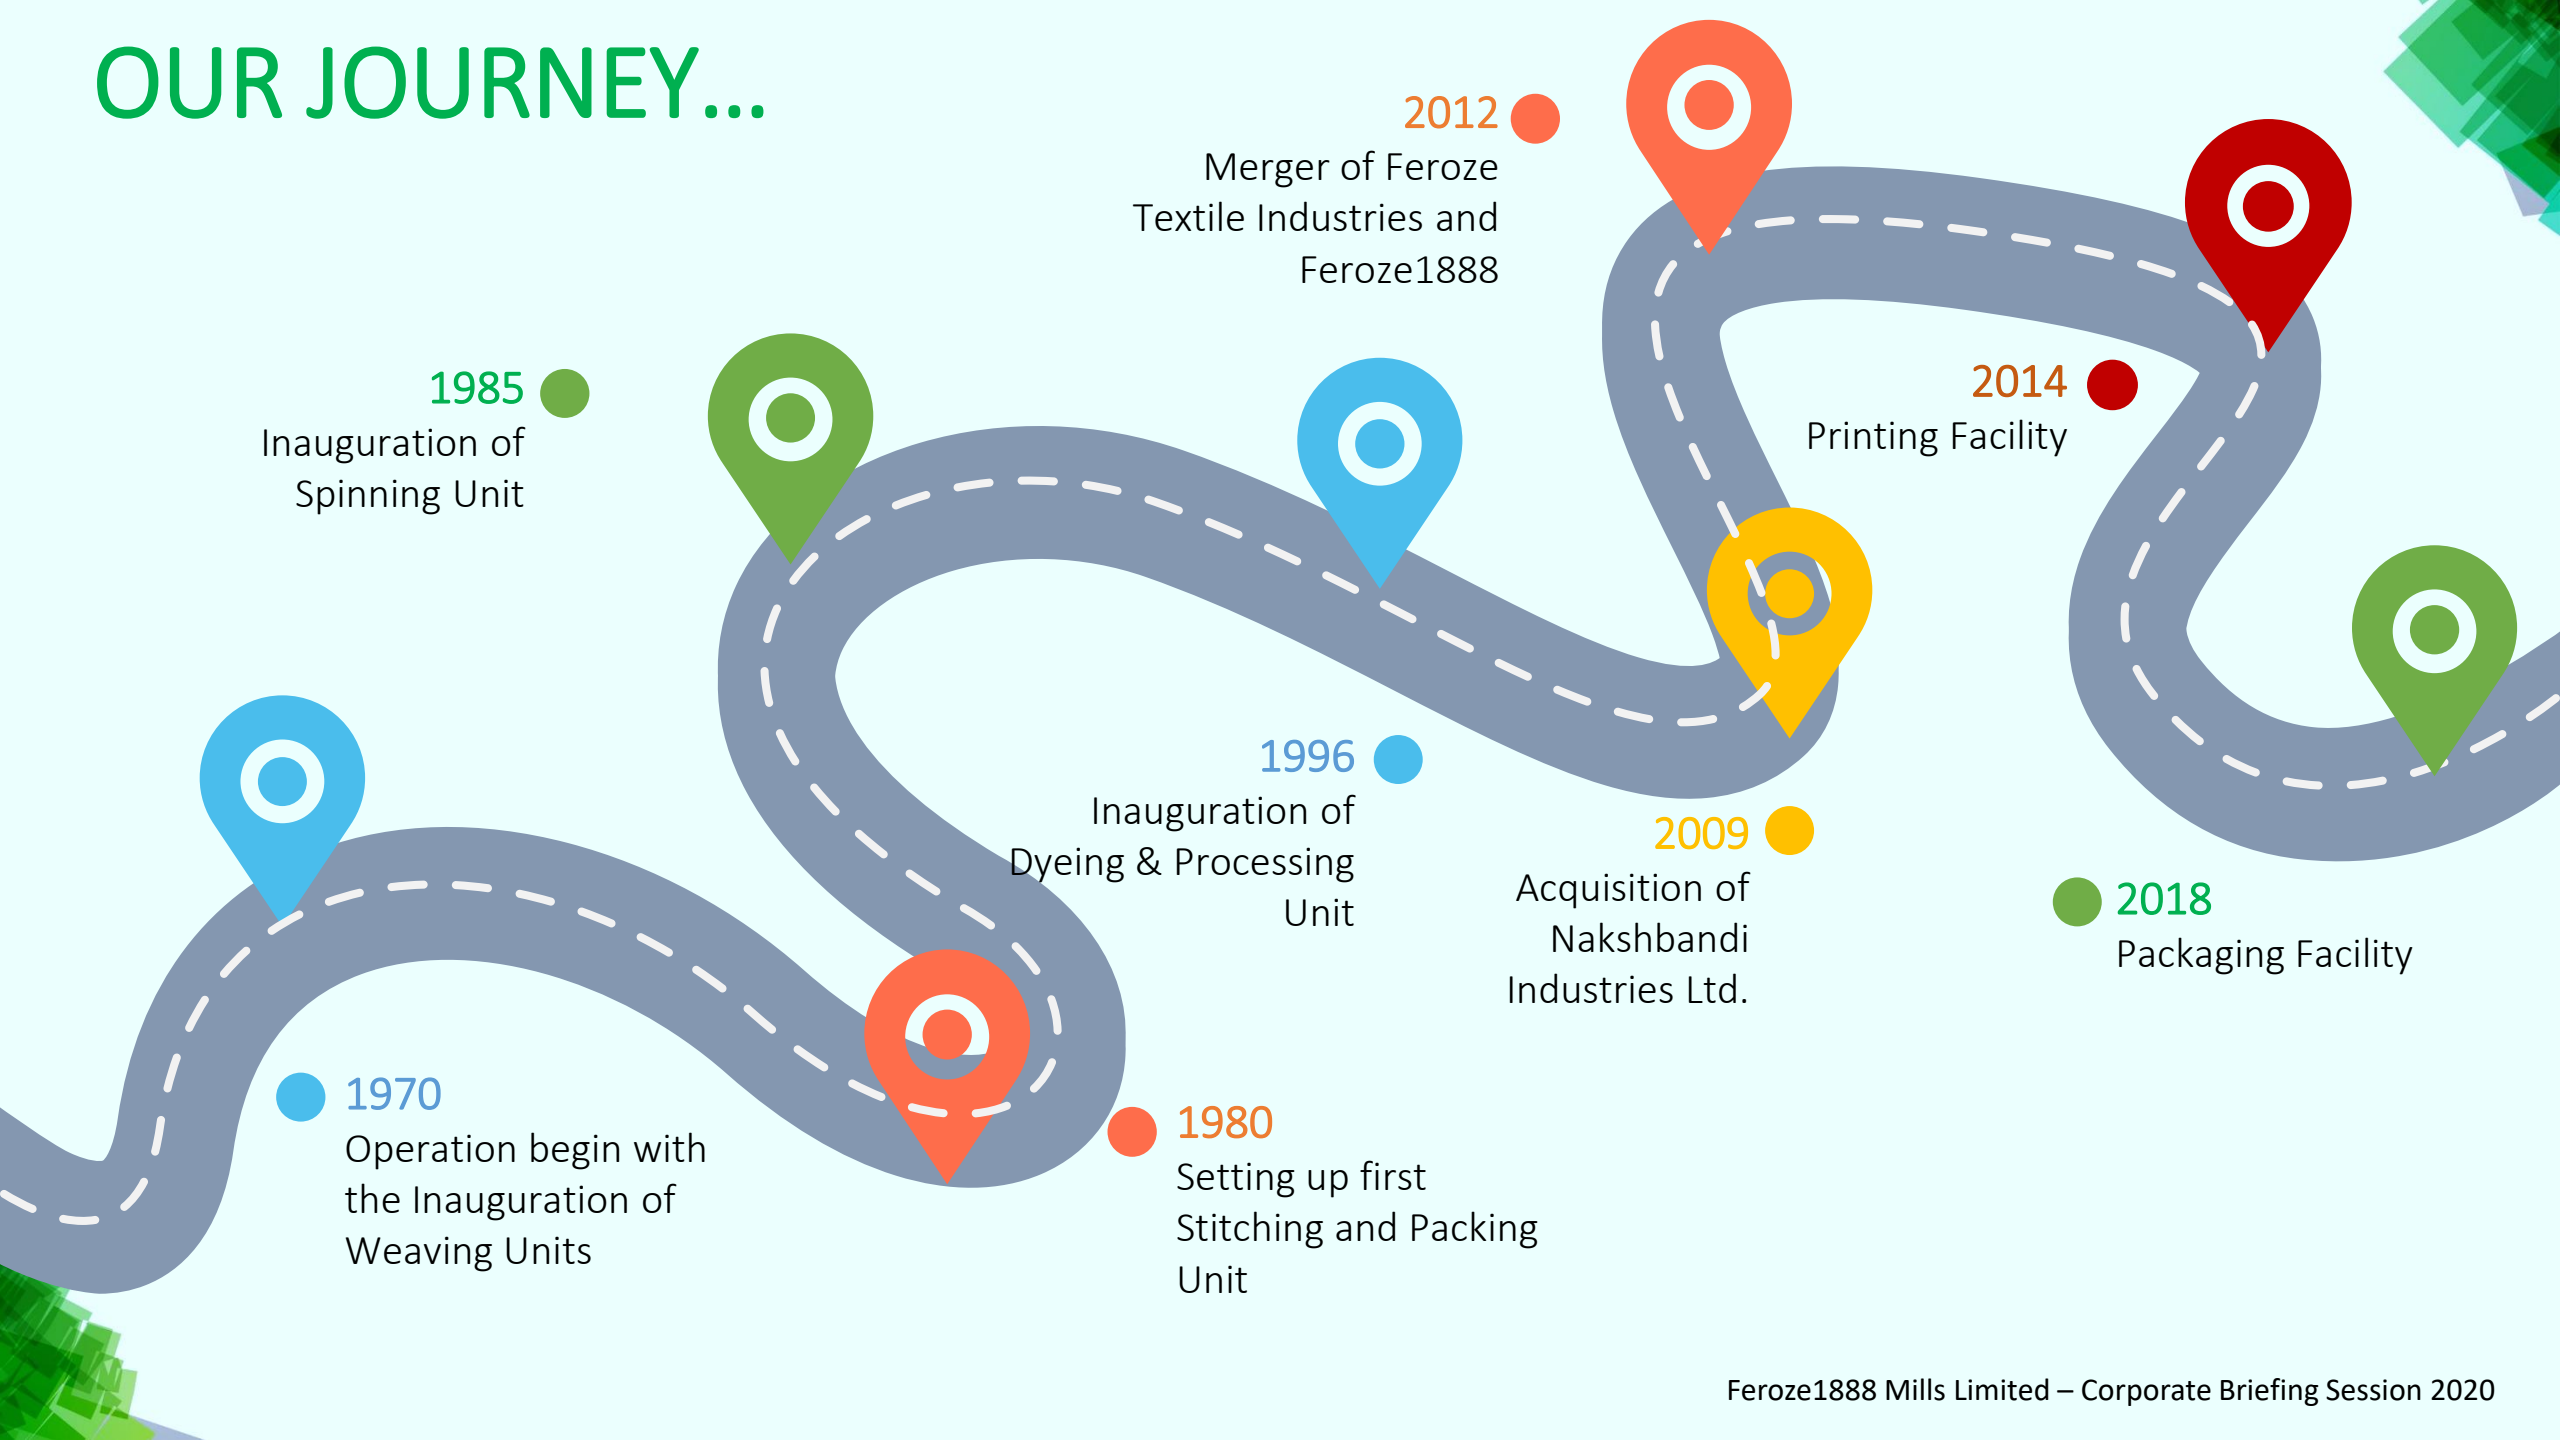 OUR JOURNEY...
2012
Merger of Feroze
Textile Industries and
Feroze1888
1985
Inauguration of
Spinning Unit
2014
Printing Facility
1996
Inauguration of
Dyeing & Processing
Unit
2009
Acquisition of
Nakshbandi
Industries Ltd.
2018
Packaging Facility
1970
Operation begin with
the Inauguration of
Weaving Units
1980
Setting up first
Stitching and Packing
Unit
Feroze1888 Mills Limited – Corporate Briefing Session 2020